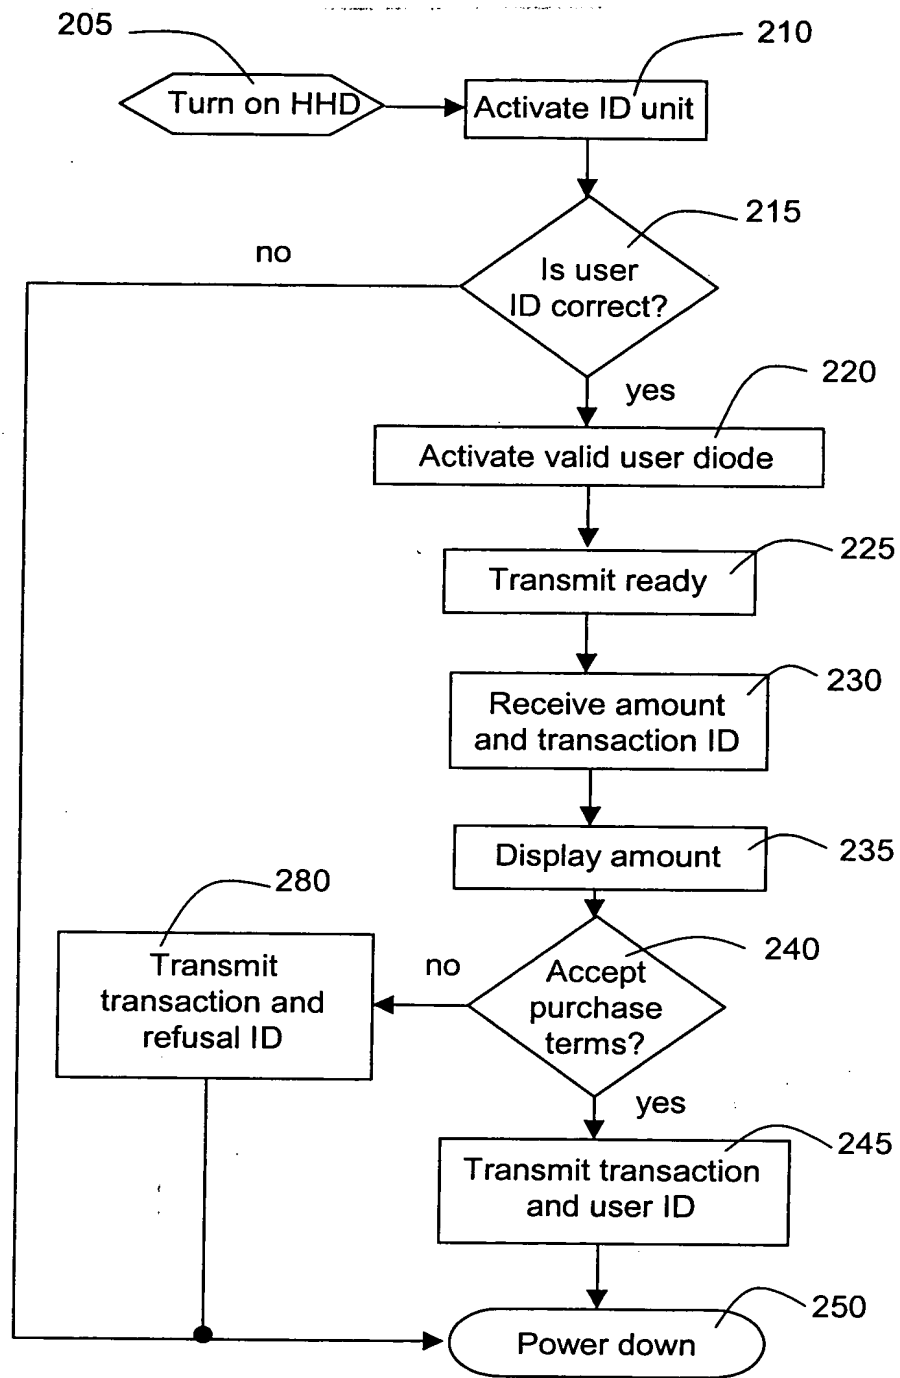 205
210
Turn on HHD
Activate ID unit
215
no
Is user
ID correct?
yes
220
Activate valid user diode
225
Transmit ready
230
Receive amount
and transaction ID
235
Display amount
280
240
Transmit
transaction and
refusal ID
no
Accept
purchase
terms?
yes
245
Transmit transaction
and user ID
250
Power down